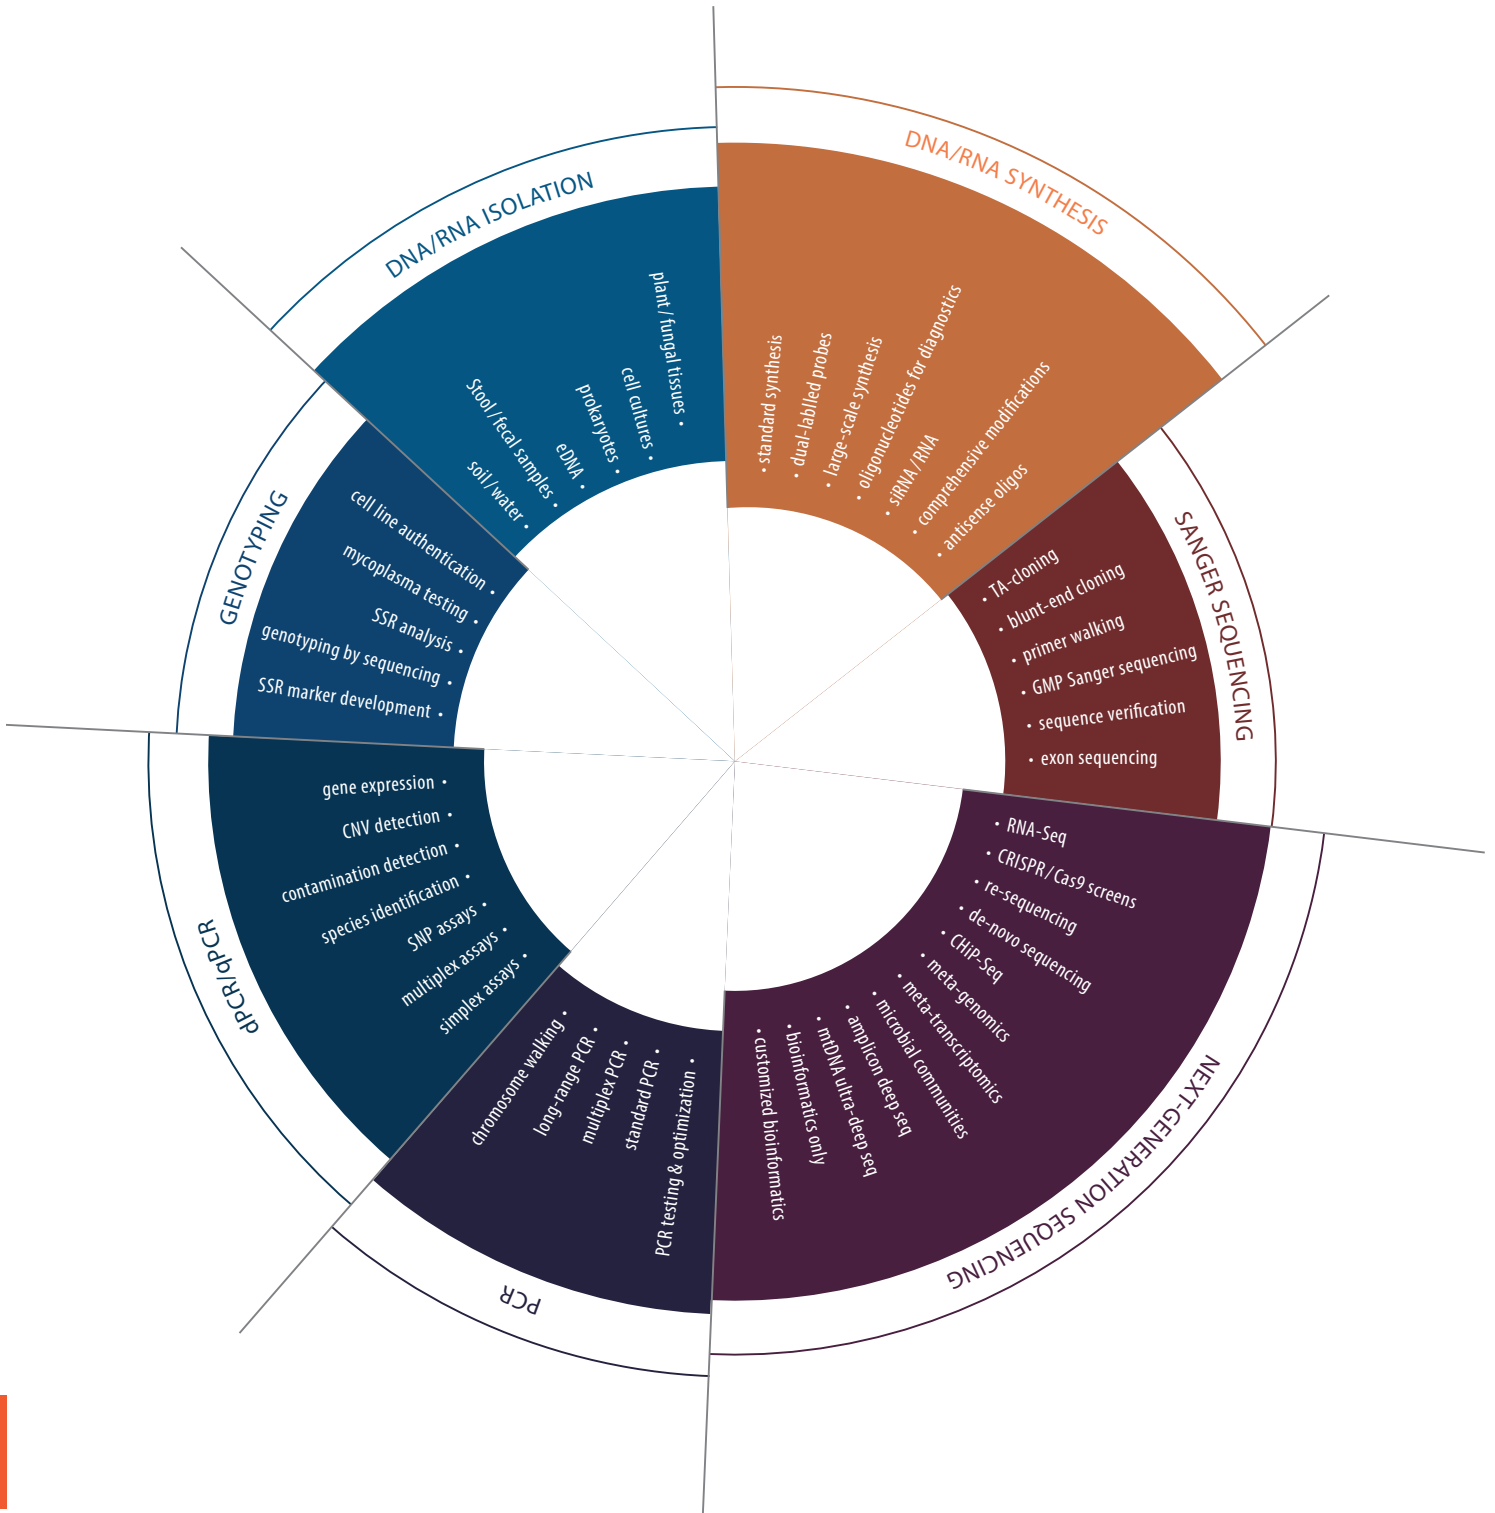 DNA/RNA SYNTHESIS
• standard synthesis
• dual-lablled probes
• large-scale synthesis
• oligonucleotides for diagnostics
• siRNA/RNA
• comprehensive modifications
• antisense oligos
SANGER SEQUENCING
• TA-cloning
• blunt-end cloning
• primer walking
• GMP Sanger sequencing
• sequence verification
• exon sequencing
NEXT-GENERATION SEQUENCING
• RNA-Seq
• CRISPR/Cas9 screens
• re-sequencing
• de-novo sequencing
• CHiP-Seq
• meta-genomics
• meta-transcriptomics
• microbial communities
• amplicon deep seq
• mtDNA ultra-deep seq
• bioinformatics only
• customized bioinformatics
PCR
PCR testing & optimization •
standard PCR •
multiplex PCR •
long-range PCR •
chromosome walking •
dPCR/qPCR
simplex assays •
multiplex assays •
SNP assays •
species identification •
contamination detection •
CNV detection •
gene expression •
GENOTYPING
SSR marker development •
genotyping by sequencing •
SSR analysis •
mycoplasma testing •
cell line authentication •
DNA/RNA ISOLATION
soil/water •
Stool/fecal samples •
eDNA •
prokaryotes •
cell cultures •
plant/fungal tissues •